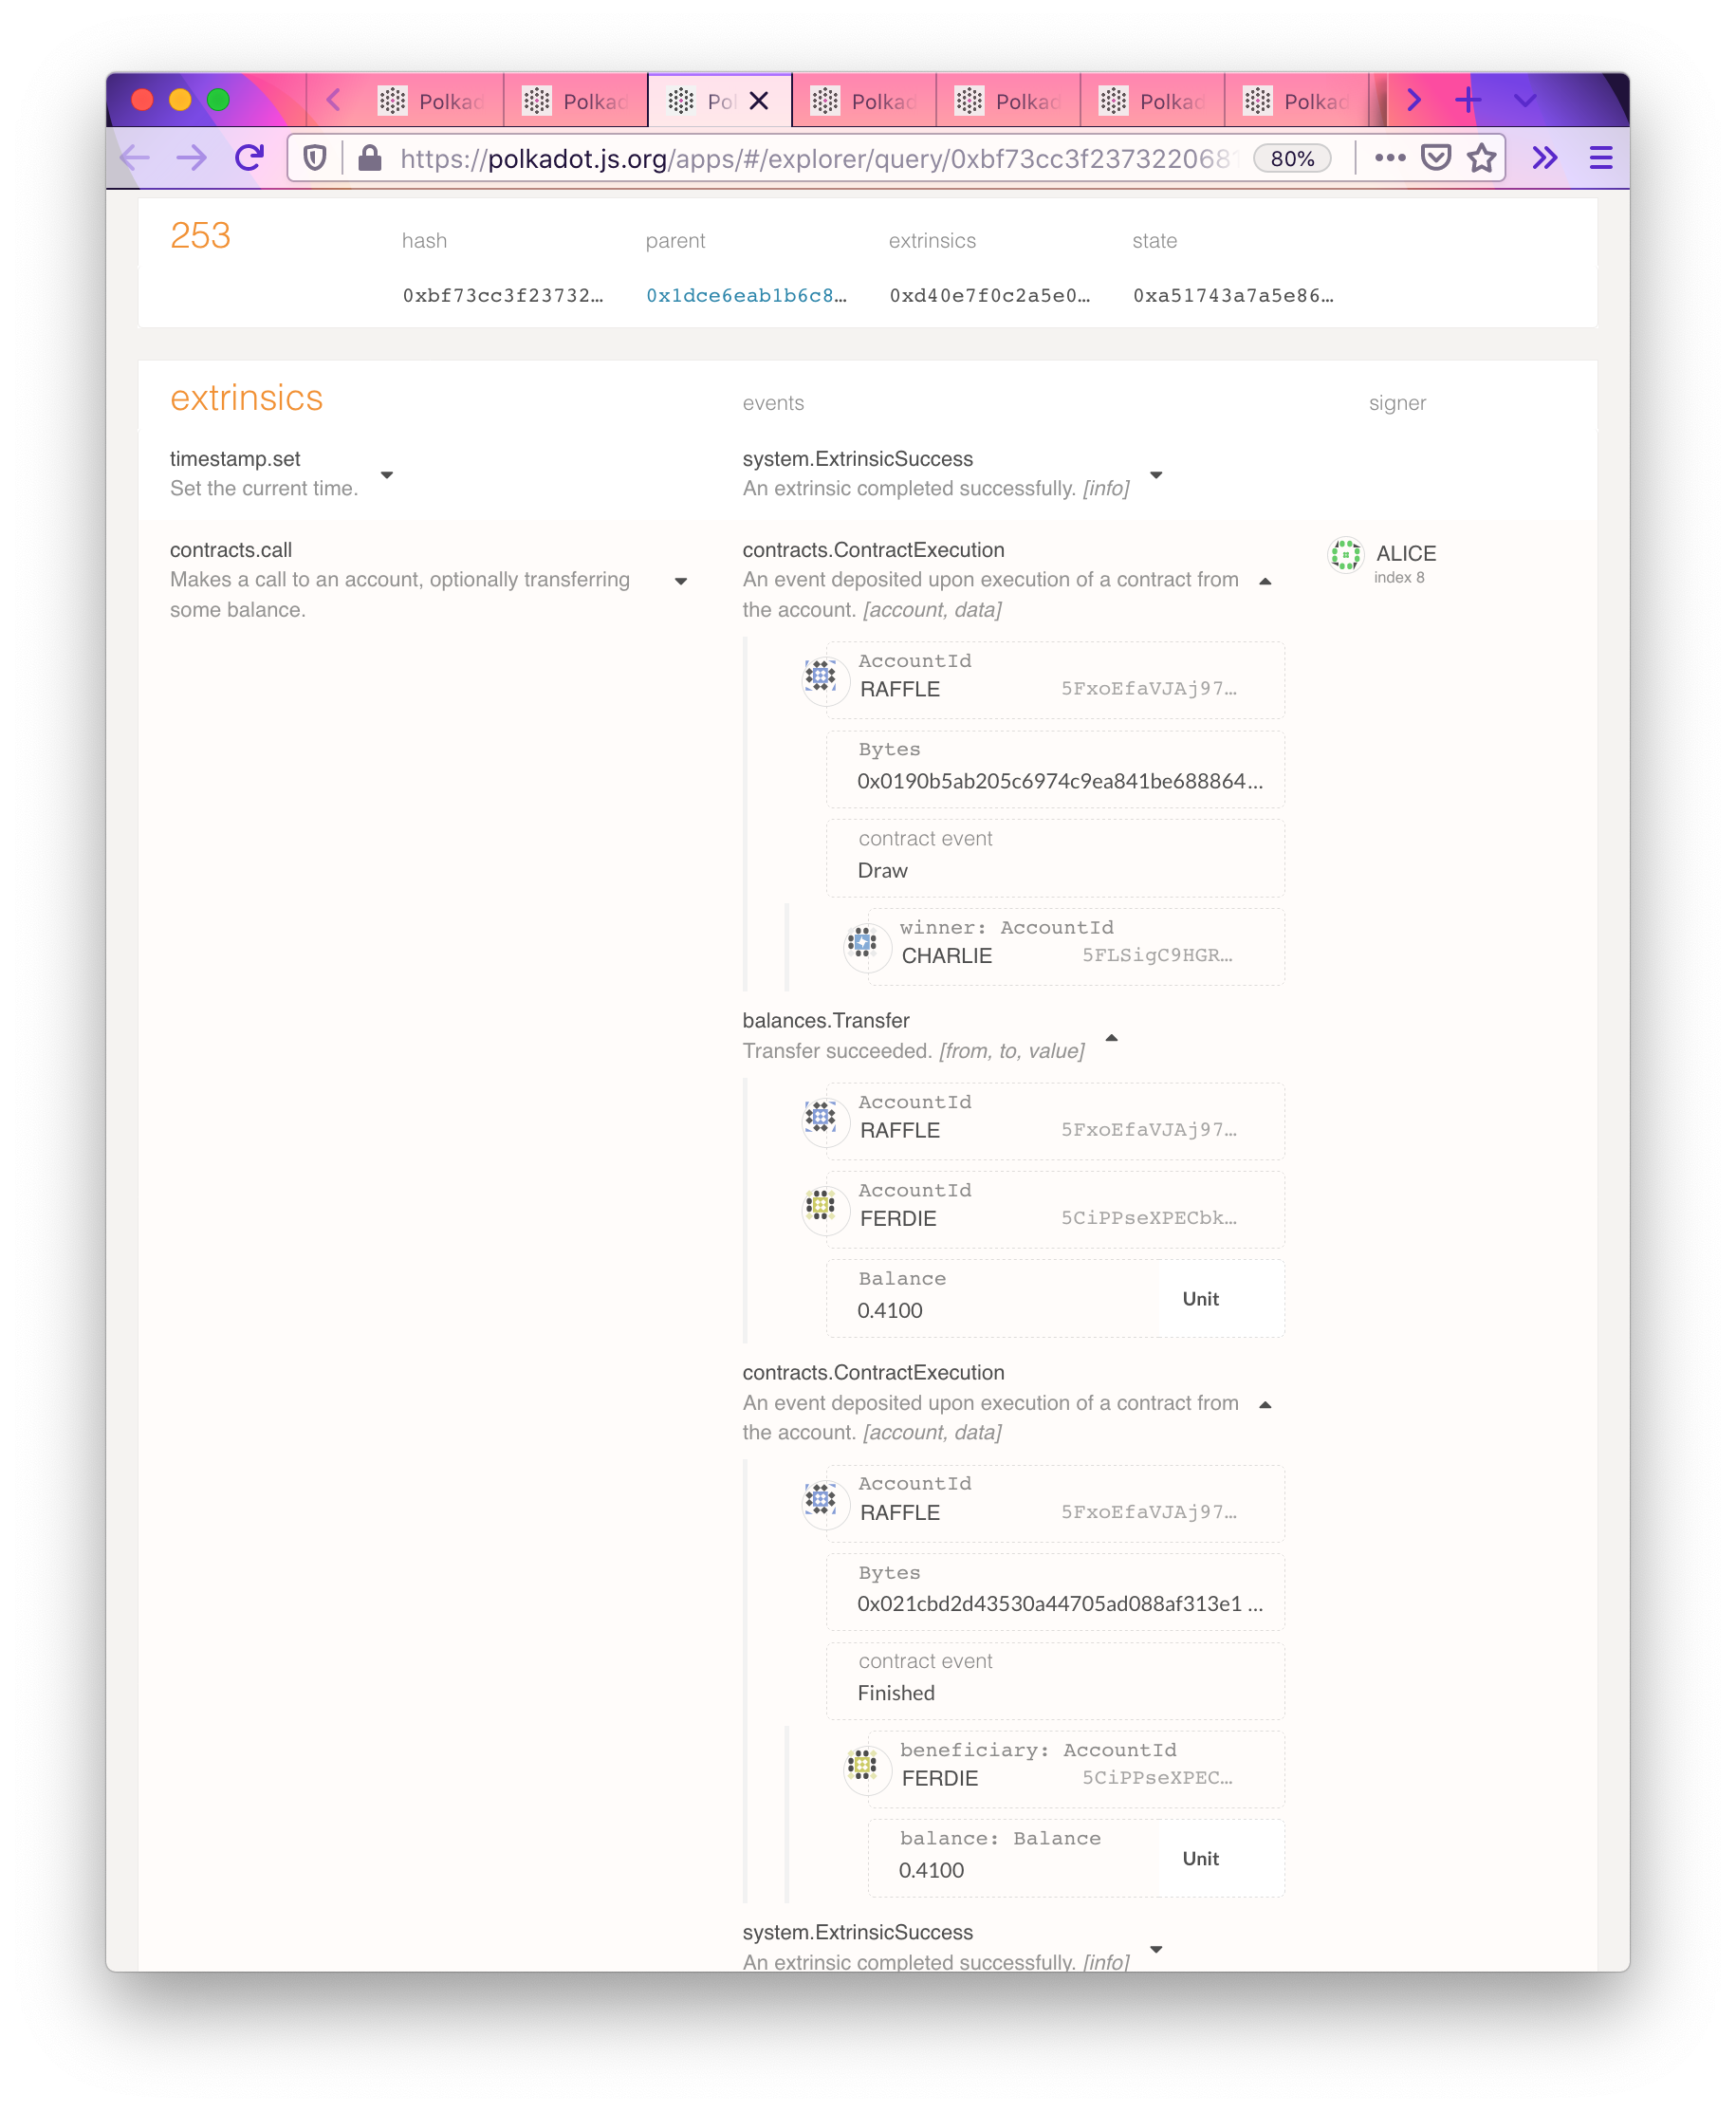 Polkad Polkad Pol Polkad Polkad Polkad Polkad
https://polkadot.js.org/apps/#/explorer/query/0xbf73cc3f2373220681 80%
253 hash parent extrinsics state
0xbf73cc3f23732… 0x1dce6eab1b6c8… 0xd40e7f0c2a5e0… 0xa51743a7a5e86…
extrinsics events signer
timestamp.set system.ExtrinsicSuccess
Set the current time. An extrinsic completed successfully. [info]
contracts.call contracts.ContractExecution ALICE
Makes a call to an account, optionally transferring An event deposited upon execution of a contract from index 8
some balance. the account. [account, data]
AccountId
RAFFLE 5FxoEfaVJAj97…
Bytes
0x0190b5ab205c6974c9ea841be688864…
contract event
Draw
winner: AccountId
CHARLIE 5FLSigC9HGR…
balances.Transfer
Transfer succeeded. [from, to, value]
AccountId
RAFFLE 5FxoEfaVJAj97…
AccountId
FERDIE 5CiPPseXPECbk…
Balance
0.4100 Unit
contracts.ContractExecution
An event deposited upon execution of a contract from
the account. [account, data]
AccountId
RAFFLE 5FxoEfaVJAj97…
Bytes
0x021cbd2d43530a44705ad088af313e1 …
contract event
Finished
beneficiary: AccountId
FERDIE 5CiPPseXPEC…
balance: Balance
0.4100 Unit
system.ExtrinsicSuccess
An extrinsic completed successfully. [info]